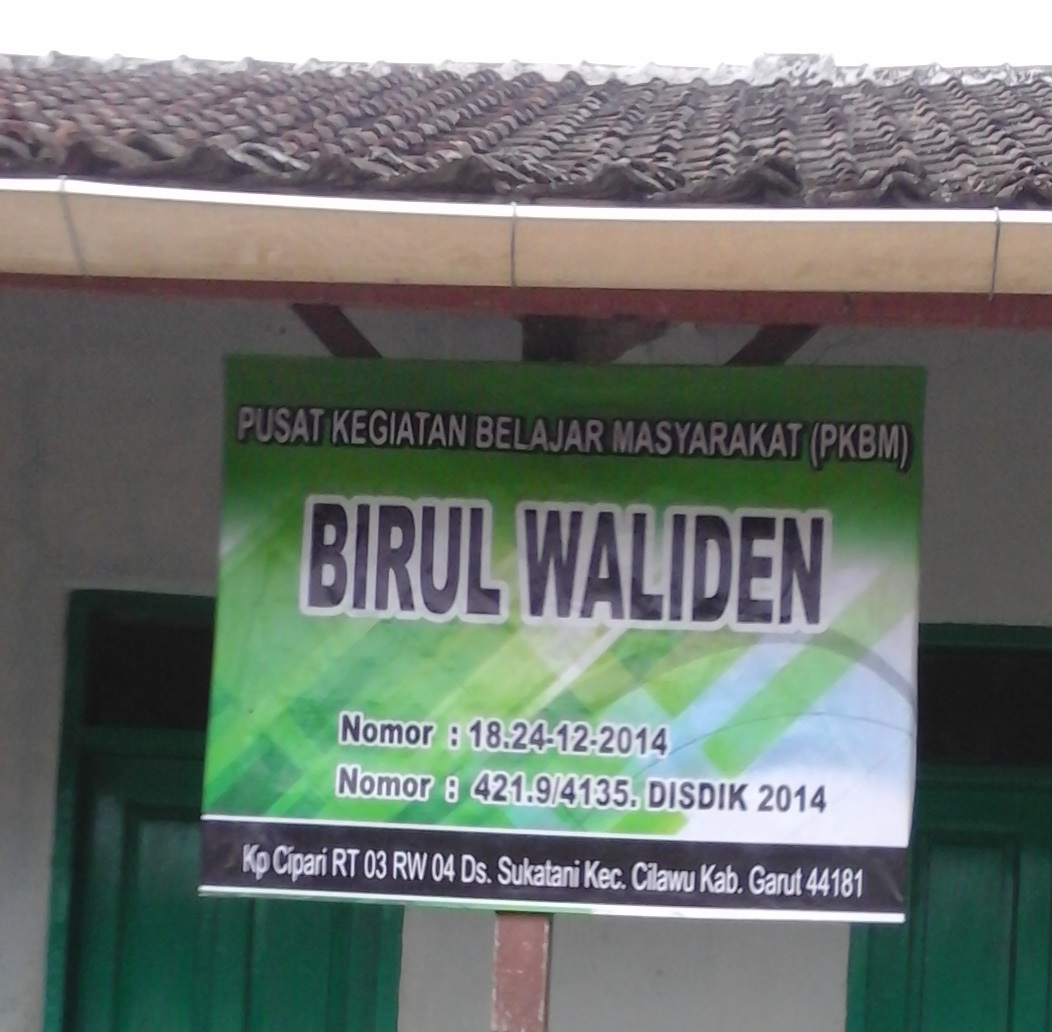 PUSAT KEGIATAN BELAJAR MASYARAKAT (PKBM)
BIRUL WALIDEN
Nomor : 18.24-12-2014
Nomor : 421.9/4135. DISDIK 2014
Kp Cipari RT 03 RW 04 Ds. Sukatani Kec. Cilawu Kab. Garut 44181